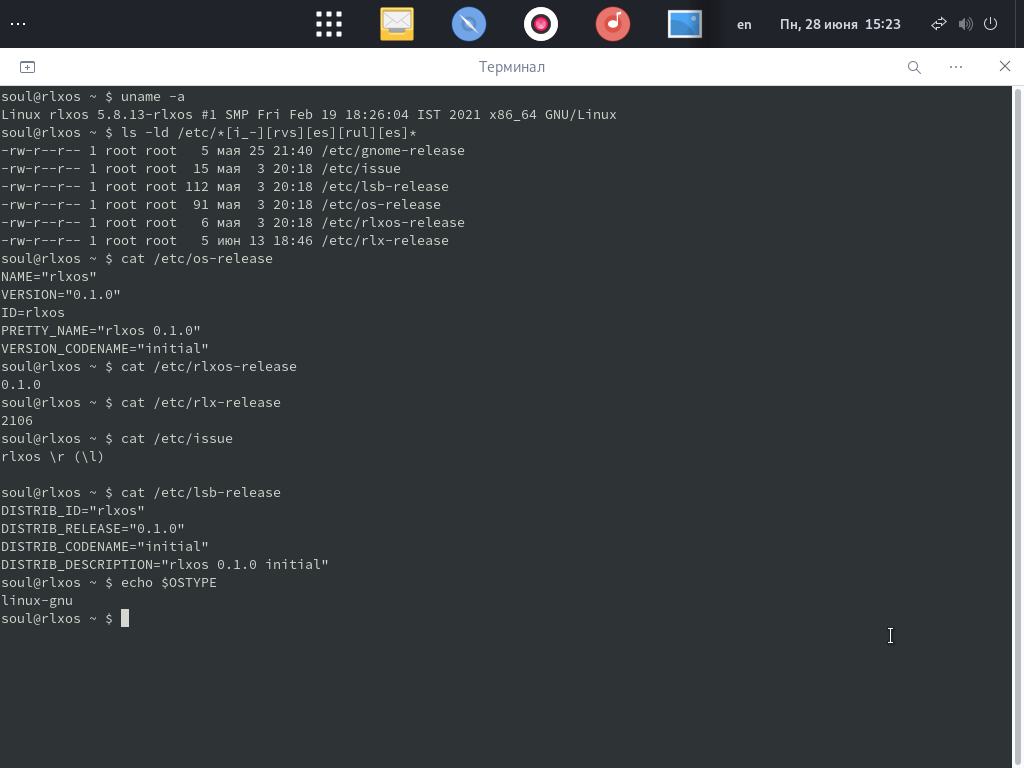 en
Пн, 28 июня 15:23
Терминал
soul@rlxos ~ $ uname -a
Linux rlxos 5.8.13-rlxos #1 SMP Fri Feb 19 18:26:04 IST 2021 x86_64 GNU/Linux
soul@rlxos ~ $ ls -ld /etc/*[i_-][rvs][es][rul][es]*
-rw-r--r-- 1 root root   5 мая 25 21:40 /etc/gnome-release
-rw-r--r-- 1 root root  15 мая  3 20:18 /etc/issue
-rw-r--r-- 1 root root 112 мая  3 20:18 /etc/lsb-release
-rw-r--r-- 1 root root  91 мая  3 20:18 /etc/os-release
-rw-r--r-- 1 root root   6 мая  3 20:18 /etc/rlxos-release
-rw-r--r-- 1 root root   5 июн 13 18:46 /etc/rlx-release
soul@rlxos ~ $ cat /etc/os-release
NAME="rlxos"
VERSION="0.1.0"
ID=rlxos
PRETTY_NAME="rlxos 0.1.0"
VERSION_CODENAME="initial"
soul@rlxos ~ $ cat /etc/rlxos-release
0.1.0
soul@rlxos ~ $ cat /etc/rlx-release
2106
soul@rlxos ~ $ cat /etc/issue
rlxos \r (\l)
soul@rlxos ~ $ cat /etc/lsb-release
DISTRIB_ID="rlxos"
DISTRIB_RELEASE="0.1.0"
DISTRIB_CODENAME="initial"
DISTRIB_DESCRIPTION="rlxos 0.1.0 initial"
soul@rlxos ~ $ echo $OSTYPE
linux-gnu
soul@rlxos ~ $